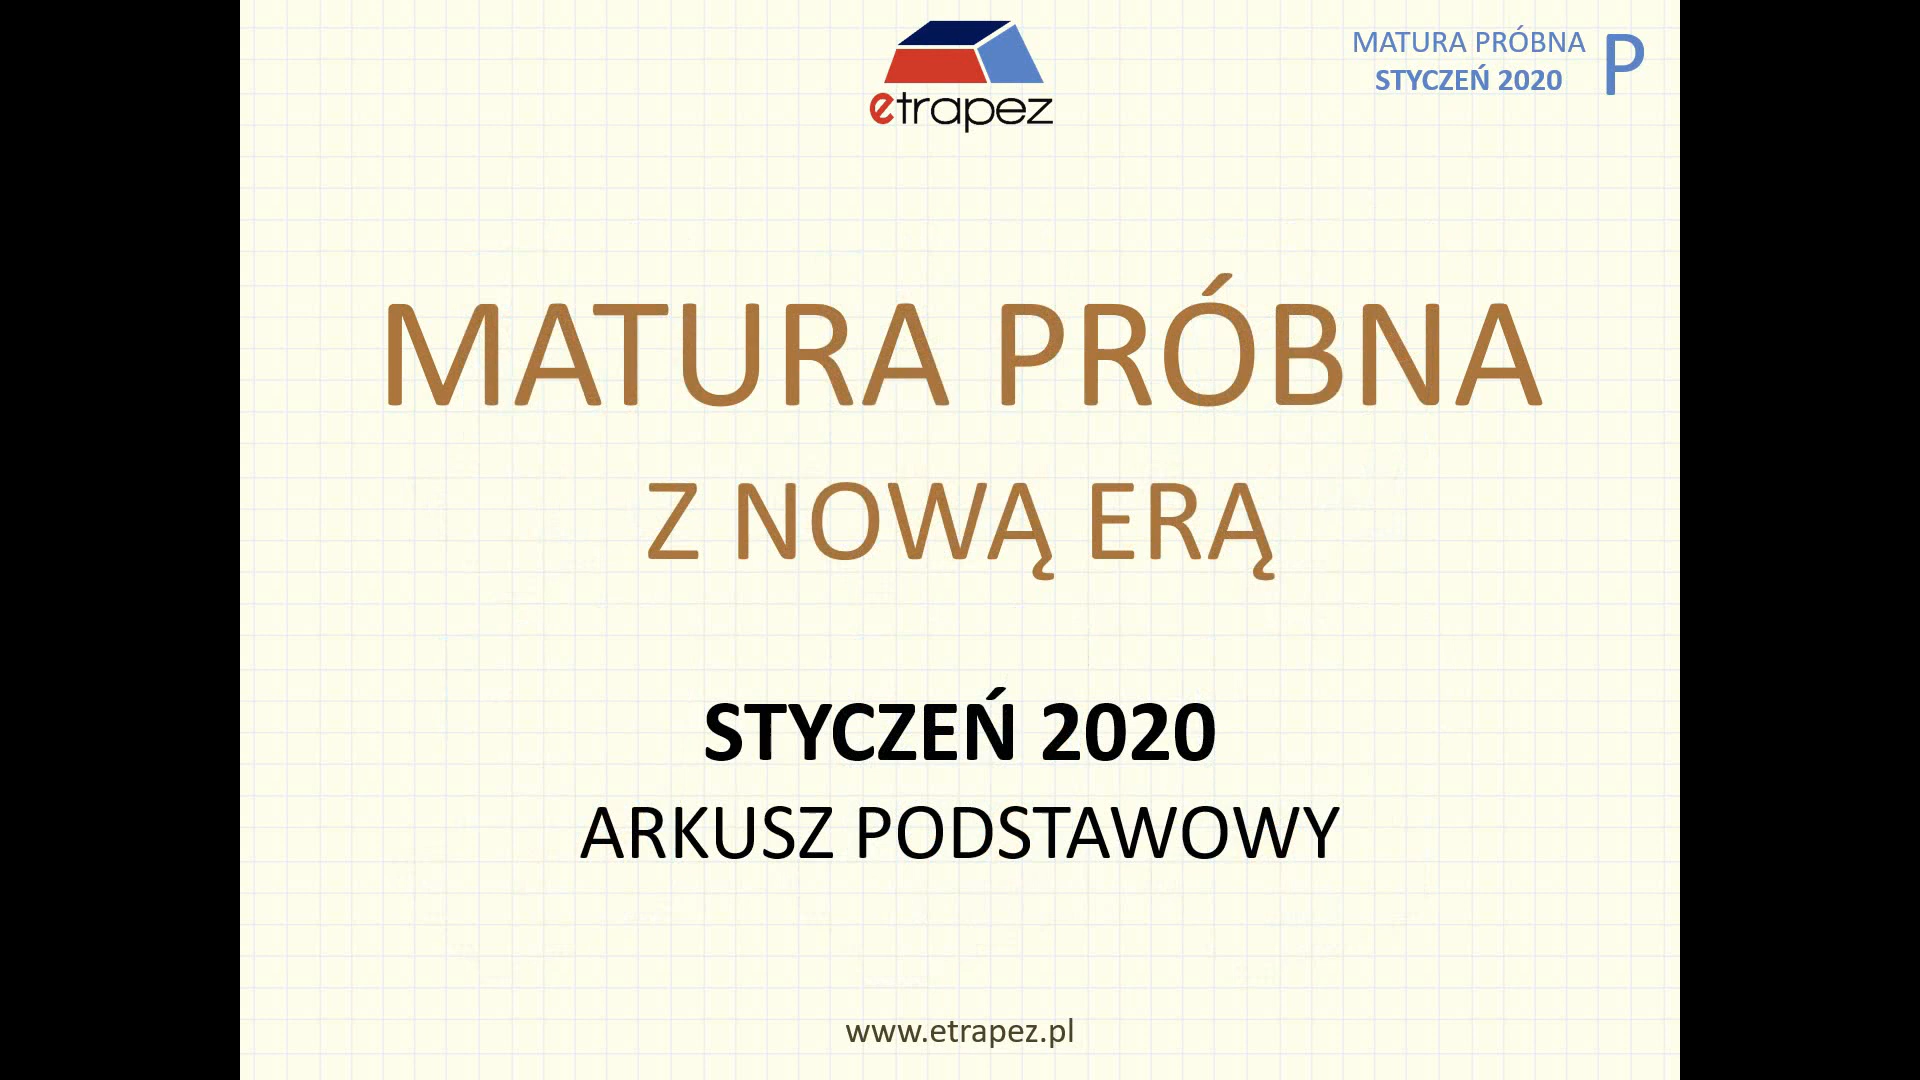 etrapez
MATURA PRÓBNA
STYCZEŃ 2020
P
MATURA PRÓBNA
Z NOWĄ ERĄ
STYCZEŃ 2020
ARKUSZ PODSTAWOWY
www.etrapez.pl